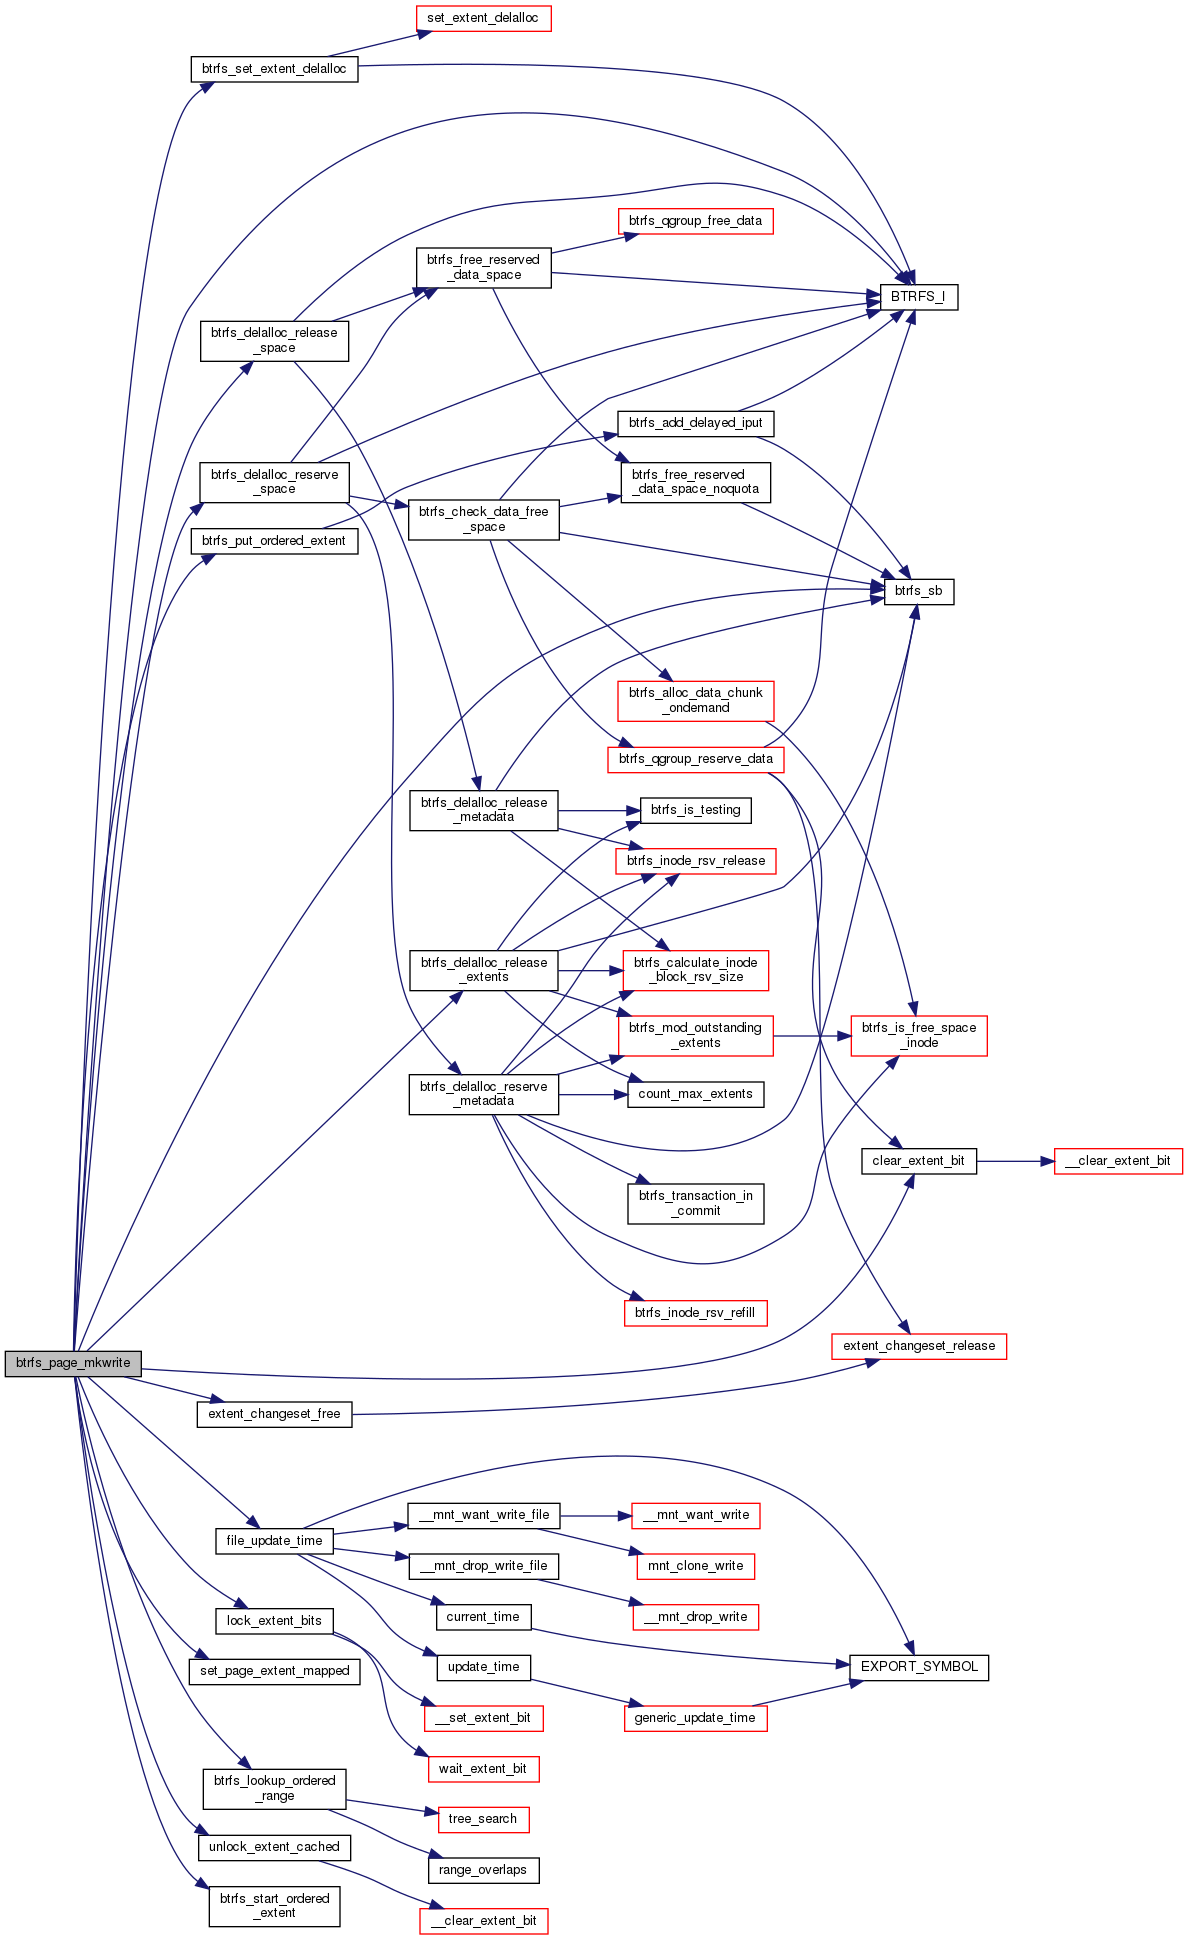 set_extent_delalloc
btrfs_set_extent_delalloc
btrfs_qgroup_free_data
btrfs_free_reserved
_data_space
BTRFS_I
btrfs_delalloc_release
_space
btrfs_add_delayed_iput
btrfs_delalloc_reserve
_space
btrfs_free_reserved
_data_space_noquota
btrfs_check_data_free
_space
btrfs_put_ordered_extent
btrfs_sb
btrfs_alloc_data_chunk
_ondemand
btrfs_qgroup_reserve_data
btrfs_delalloc_release
_metadata
btrfs_is_testing
btrfs_inode_rsv_release
btrfs_delalloc_release
_extents
btrfs_calculate_inode
_block_rsv_size
btrfs_mod_outstanding
_extents
btrfs_is_free_space
_inode
btrfs_delalloc_reserve
_metadata
count_max_extents
clear_extent_bit
__clear_extent_bit
btrfs_transaction_in
_commit
btrfs_inode_rsv_refill
extent_changeset_release
btrfs_page_mkwrite
extent_changeset_free
__mnt_want_write_file
__mnt_want_write
file_update_time
__mnt_drop_write_file
mnt_clone_write
current_time
__mnt_drop_write
lock_extent_bits
set_page_extent_mapped
update_time
EXPORT_SYMBOL
__set_extent_bit
generic_update_time
wait_extent_bit
btrfs_lookup_ordered
_range
tree_search
unlock_extent_cached
range_overlaps
btrfs_start_ordered
_extent
__clear_extent_bit